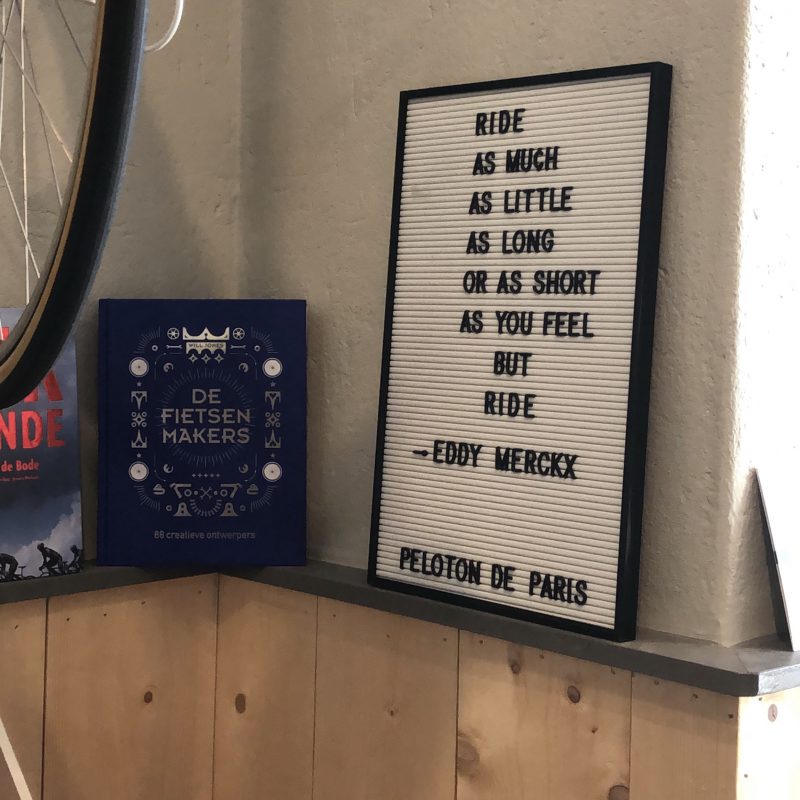 NDE
de Bode
WILL JONES
DE
FIETSEN
MAKERS
88 creatieve ontwerpers
RIDE
AS MUCH
AS LITTLE
AS LONG
OR AS SHORT
AS YOU FEEL
BUT
RIDE
→EDDY MERCKX
PELOTON DE PARIS